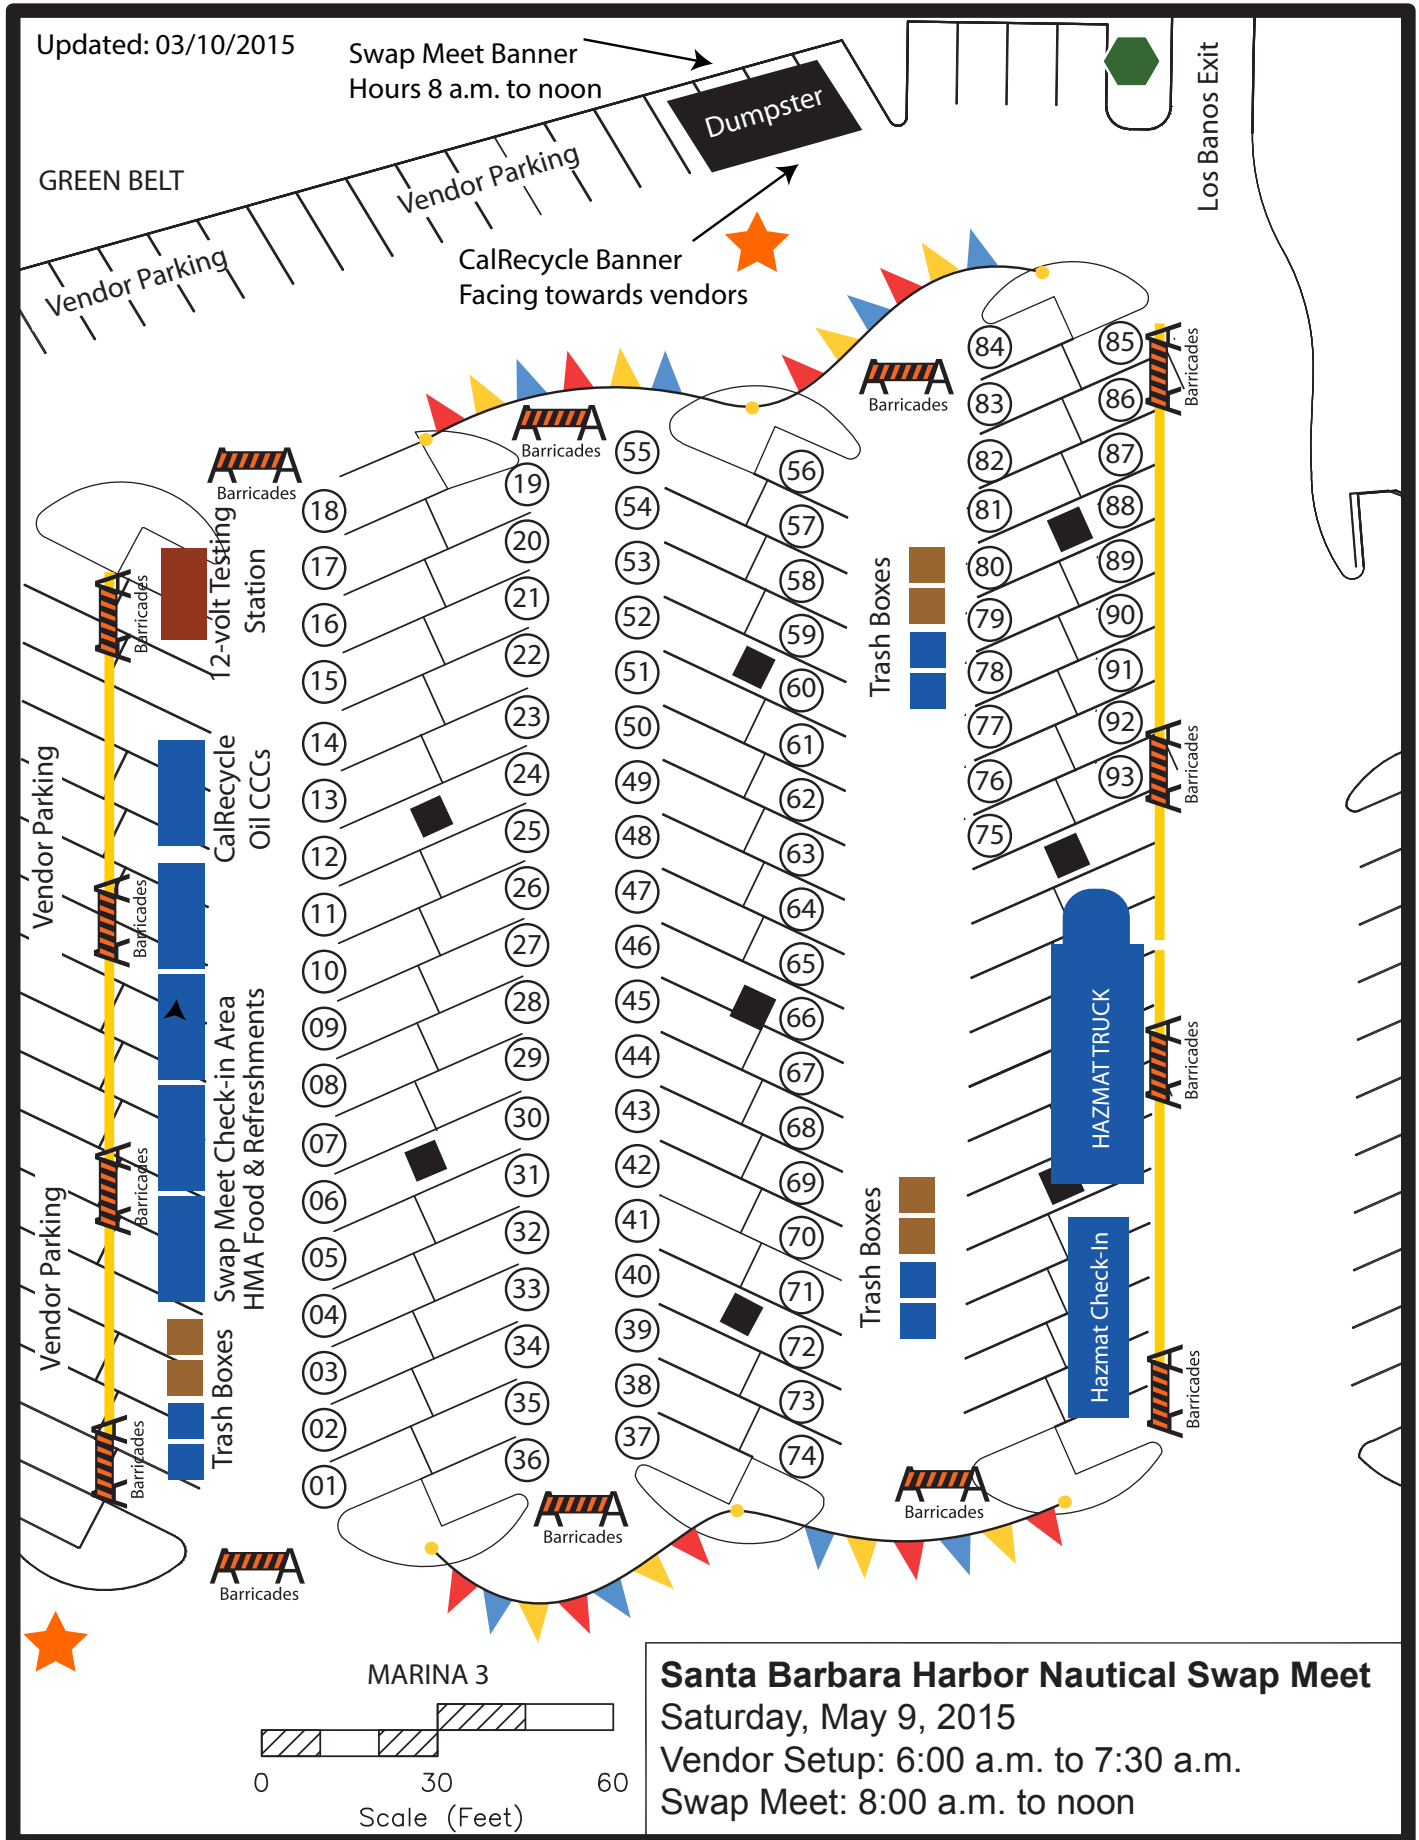 Updated: 03/10/2015
Swap Meet Banner
Hours 8 a.m. to noon
Dumpster
Los Banos Exit
GREEN BELT
Vendor Parking
Vendor Parking
CalRecycle Banner
Facing towards vendors
Barricades
Barricades
Barricades
Barricades
12-volt Testing
Station
Barricades
Vendor Parking
CalRecycle
Oil CCCs
Barricades
Swap Meet Check-in Area
HMA Food & Refreshments
Barricades
Vendor Parking
Trash Boxes
Barricades
Barricades
18
17
16
15
14
13
12
11
10
09
08
07
06
05
04
03
02
01
19
20
21
22
23
24
25
26
27
28
29
30
31
32
33
34
35
36
55
54
53
52
51
50
49
48
47
46
45
44
43
42
41
40
39
38
37
56
57
58
59
60
61
62
63
64
65
66
67
68
69
70
71
72
73
74
Trash Boxes
Trash Boxes
84
83
82
81
80
79
78
77
76
75
85
86
87
88
89
90
91
92
93
Barricades
Barricades
HAZMAT TRUCK
Barricades
Hazmat Check-In
Barricades
Barricades
Barricades
MARINA 3
0 30 60
Scale (Feet)
Santa Barbara Harbor Nautical Swap Meet
Saturday, May 9, 2015
Vendor Setup: 6:00 a.m. to 7:30 a.m.
Swap Meet: 8:00 a.m. to noon